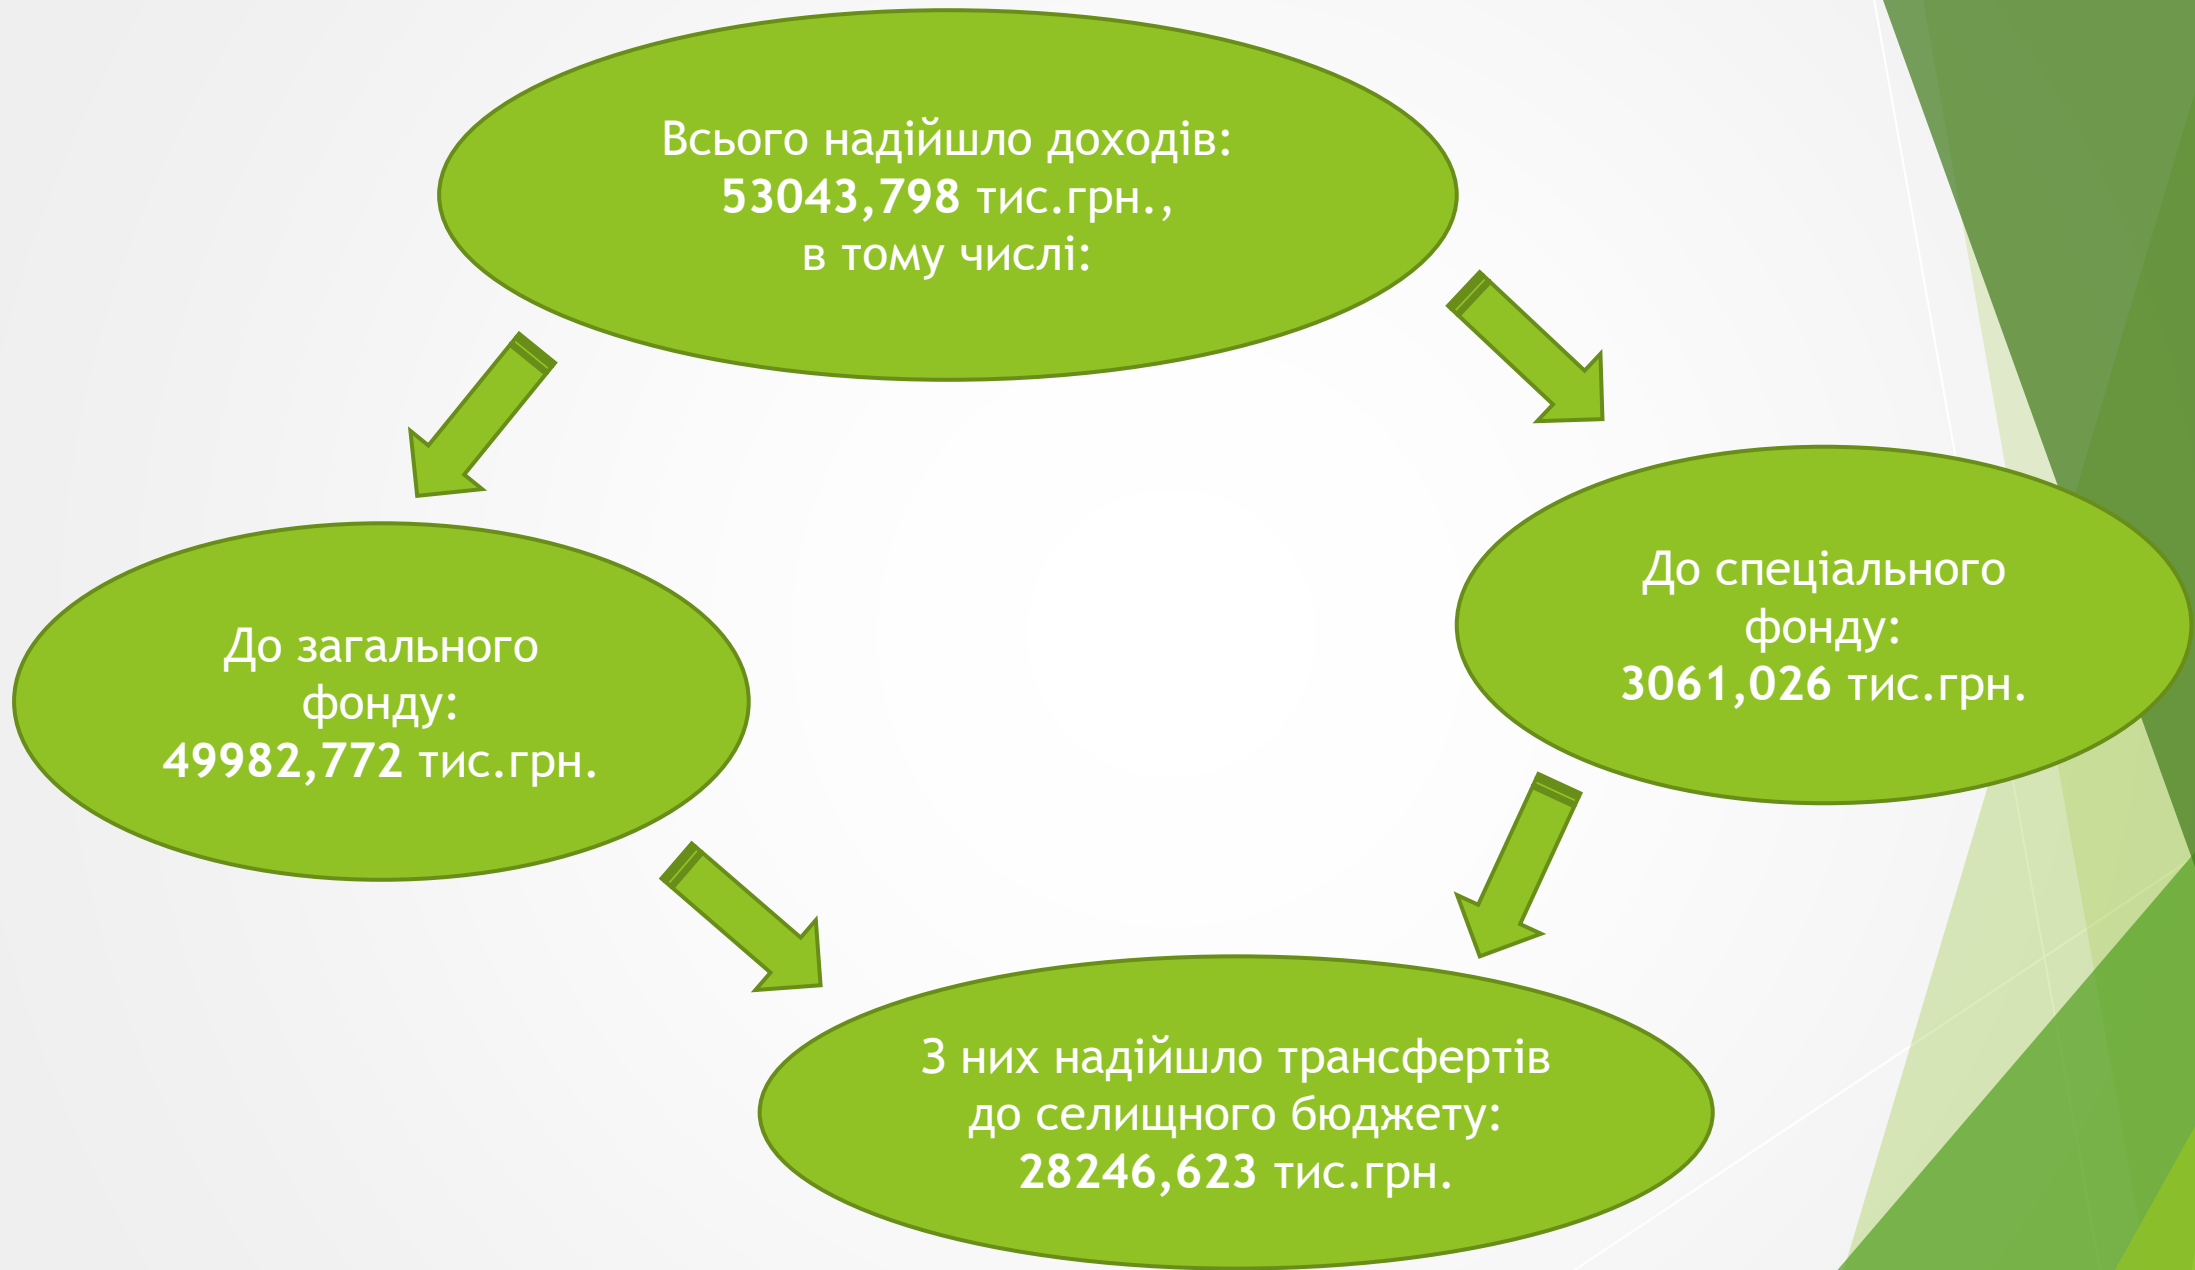 Всього надійшло доходів:
53043,798 тис.грн.,
в тому числі:
До загального
фонду:
49982,772 тис.грн.
До спеціального
фонду:
3061,026 тис.грн.
З них надійшло трансфертів
до селищного бюджету:
28246,623 тис.грн.